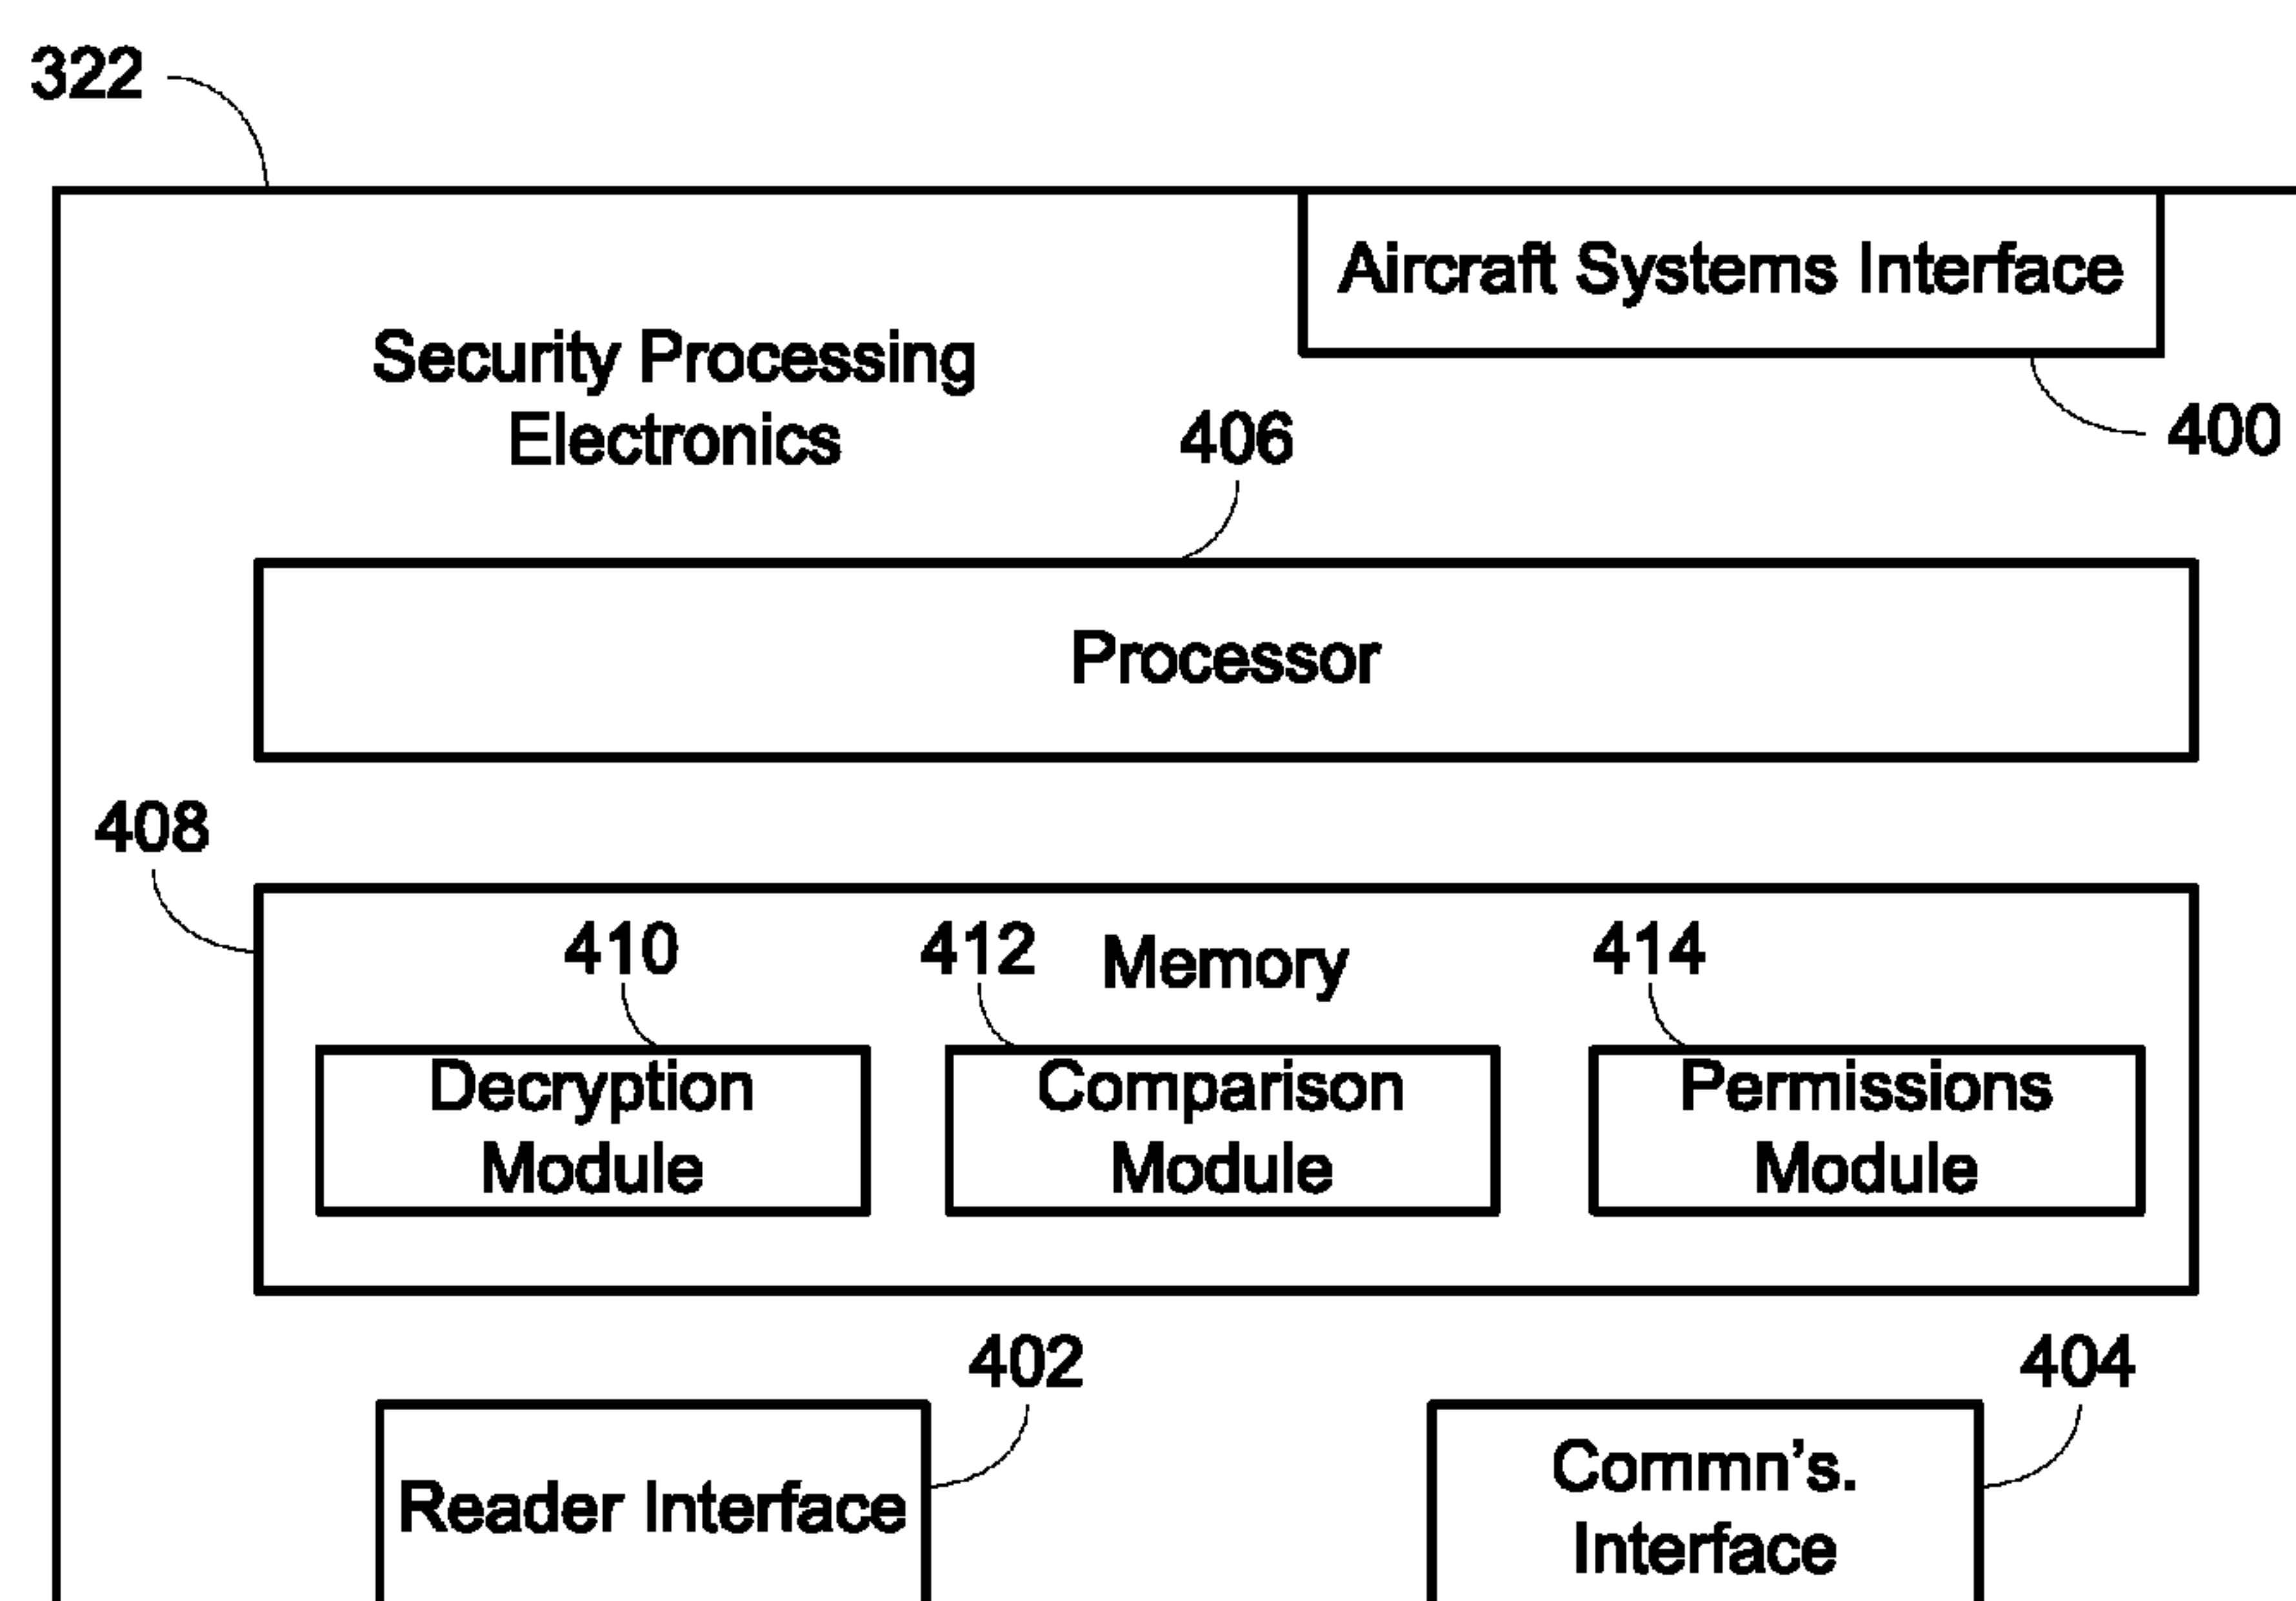 322
Aircraft Systems Interface
Security Processing
Electronics
400
406
Processor
408
410
412
Memory
414
Decryption
Module
Comparison
Module
Permissions
Module
402
404
Reader Interface
Commn's.
Interface